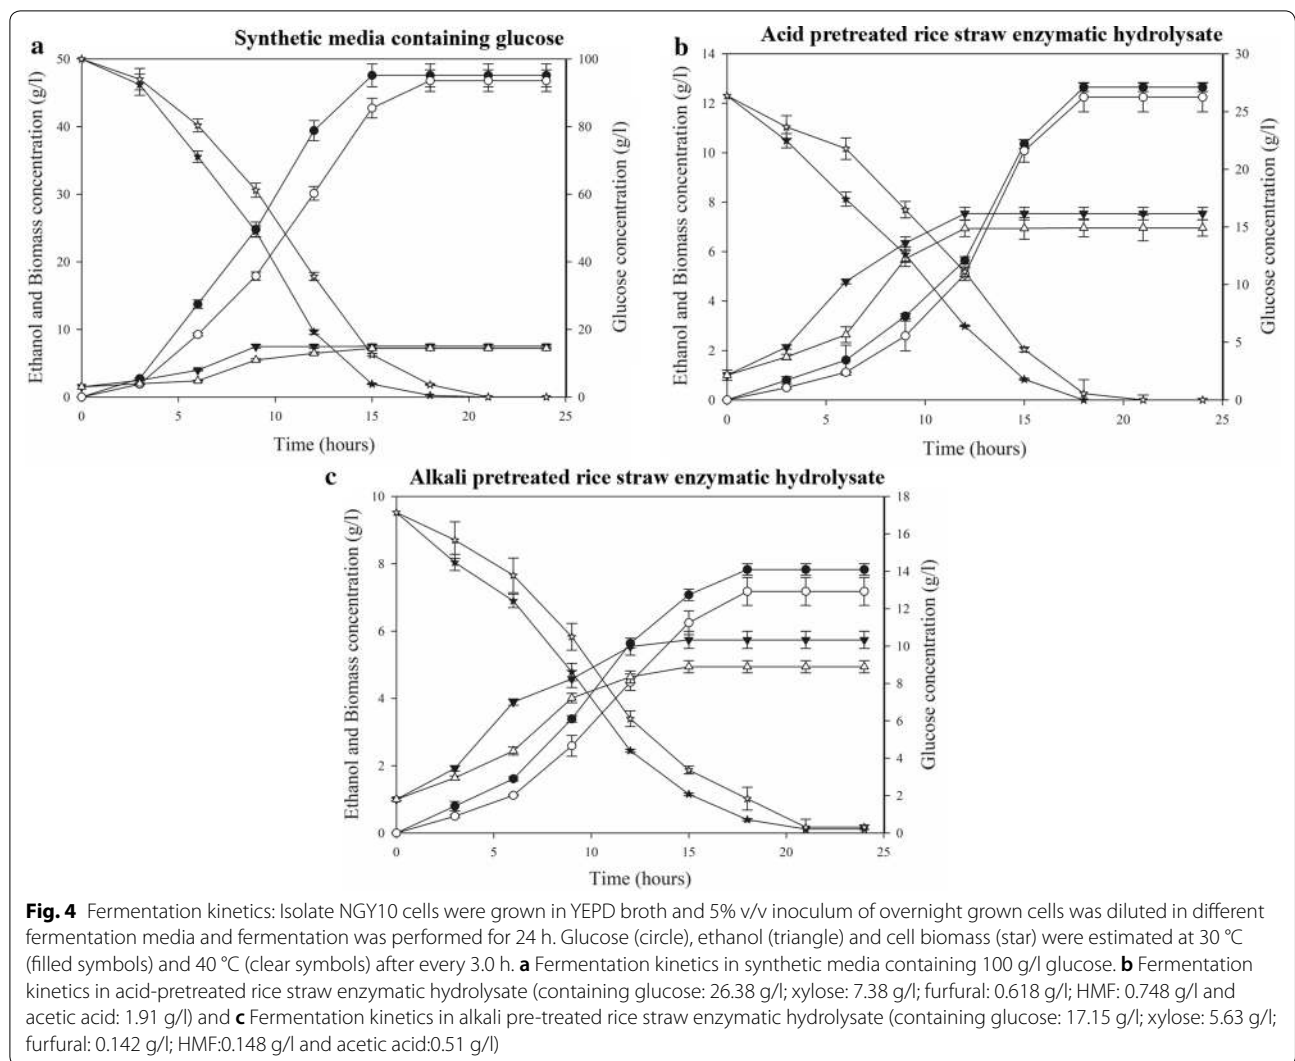 a
Synthetic media containing glucose
Ethanol and Biomass concentration (g/l)
50
40
30
20
10
0
Glucose concentration (g/l)
100
80
60
40
20
0
0 5 10 15 20 25
Time (hours)
b
Acid pretreated rice straw enzymatic hydrolysate
Ethanol and Biomass concentration (g/l)
14
12
10
8
6
4
2
0
Glucose concentration (g/l)
30
25
20
15
10
5
0
0 5 10 15 20 25
Time (hours)
c
Alkali pretreated rice straw enzymatic hydrolysate
Ethanol and Biomass concentration (g/l)
10
8
6
4
2
0
Glucose concentration (g/l)
18
16
14
12
10
8
6
4
2
0
0 5 10 15 20 25
Time (hours)
Fig. 4 Fermentation kinetics: Isolate NGY10 cells were grown in YEPD broth and 5% v/v inoculum of overnight grown cells was diluted in different
fermentation media and fermentation was performed for 24 h. Glucose (circle), ethanol (triangle) and cell biomass (star) were estimated at 30 °C
(filled symbols) and 40 °C (clear symbols) after every 3.0 h. a Fermentation kinetics in synthetic media containing 100 g/l glucose. b Fermentation
kinetics in acid-pretreated rice straw enzymatic hydrolysate (containing glucose: 26.38 g/l; xylose: 7.38 g/l; furfural: 0.618 g/l; HMF: 0.748 g/l and
acetic acid: 1.91 g/l) and c Fermentation kinetics in alkali pre-treated rice straw enzymatic hydrolysate (containing glucose: 17.15 g/l; xylose: 5.63 g/l;
furfural: 0.142 g/l; HMF:0.148 g/l and acetic acid:0.51 g/l)